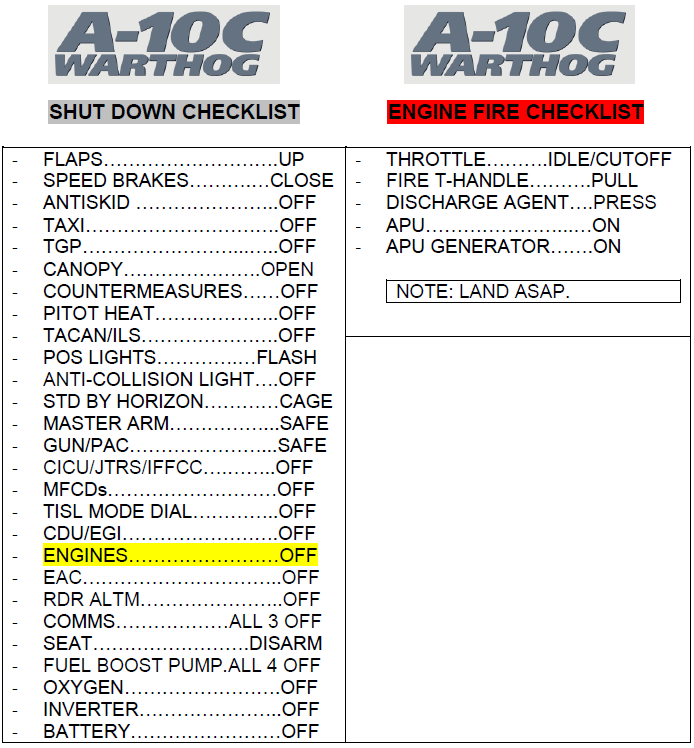 A-10C
WARTHOG
SHUT DOWN CHECKLIST
- FLAPS……………………….UP
- SPEED BRAKES……….…CLOSE
- ANTISKID …………………..OFF
- TAXI………………………….OFF
- TGP…………………..….…..OFF
- CANOPY………………….OPEN
- COUNTERMEASURES……OFF
- PITOT HEAT………………..OFF
- TACAN/ILS………………….OFF
- POS LIGHTS………….…FLASH
- ANTI-COLLISION LIGHT….OFF
- STD BY HORIZON…………CAGE
- MASTER ARM……………...SAFE
- GUN/PAC…………………...SAFE
- CICU/JTRS/IFFCC………...OFF
- MFCDs………………………OFF
- TISL MODE DIAL…………..OFF
- CDU/EGI…………………….OFF
- ENGINES……………………OFF
- EAC…………………………..OFF
- RDR ALTM…………………..OFF
- COMMS………………ALL 3 OFF
- SEAT…………………….DISARM
- FUEL BOOST PUMP.ALL 4 OFF
- OXYGEN…………………….OFF
- INVERTER…………………..OFF
- BATTERY……………………OFF
A-10C
WARTHOG
ENGINE FIRE CHECKLIST
- THROTTLE……….IDLE/CUTOFF
- FIRE T-HANDLE……….PULL
- DISCHARGE AGENT….PRESS
- APU…………………...…ON
- APU GENERATOR…….ON
NOTE: LAND ASAP.